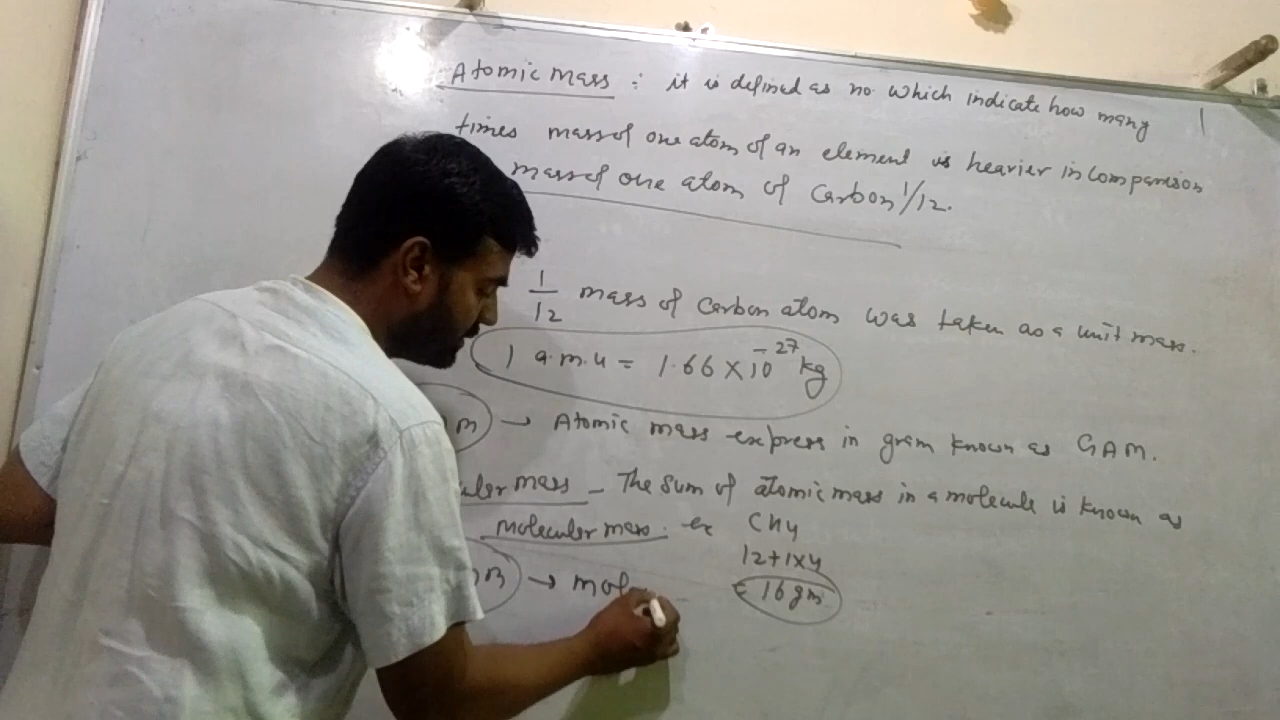 Atomic Mass : it is defined as no. which indicate how many
times mass of one atom of an element is heavier in comparison
mass of one atom of Carbon 1/12.
1/12 mass of Carbon atom was taken as a unit mass.
1 a.m.u = 1.66 × 10⁻²⁷ kg
m → Atomic mass express in gram known as GAM.
ular mass – The sum of atomic mass in a molecule is known as
molecular mass. ex CH4
12+1×4
= 16 gm
m → mol